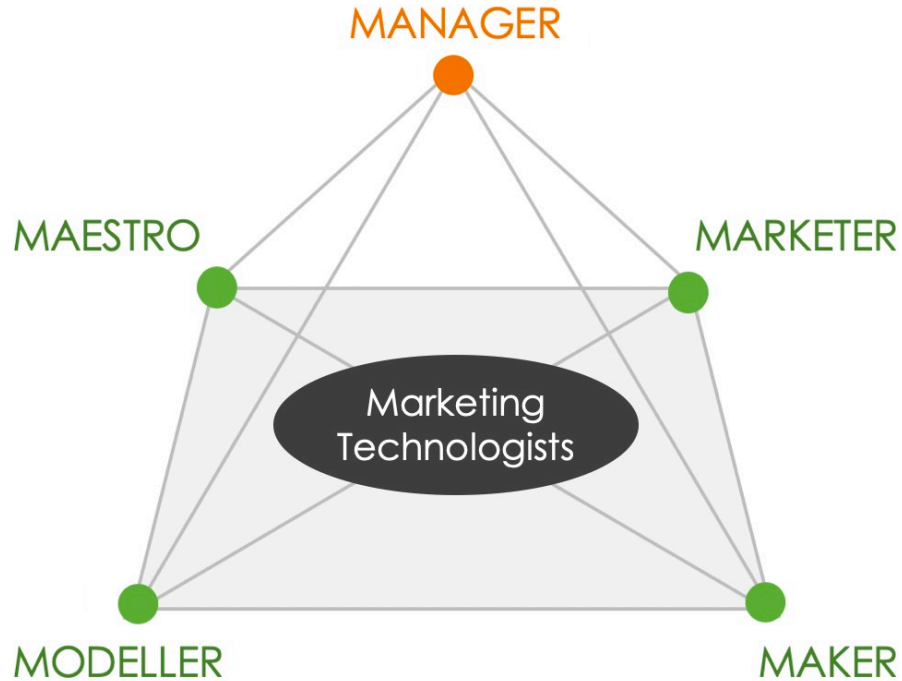 MANAGER
MAESTRO
MARKETER
Marketing
Technologists
MODELLER
MAKER